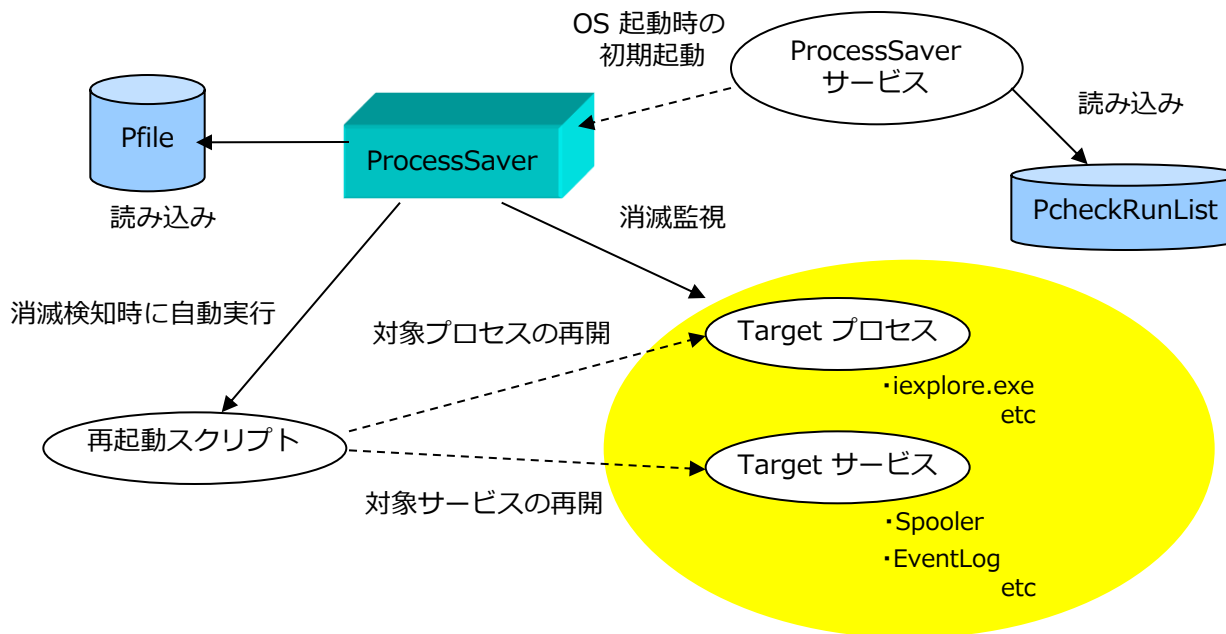 OS 起動時の
初期起動
ProcessSaver
サービス
読み込み
Pfile
ProcessSaver
PcheckRunList
読み込み
消滅監視
消滅検知時に自動実行
対象プロセスの再開
Target プロセス
・iexplore.exe
etc
再起動スクリプト
Target サービス
対象サービスの再開
・Spooler
・EventLog
etc